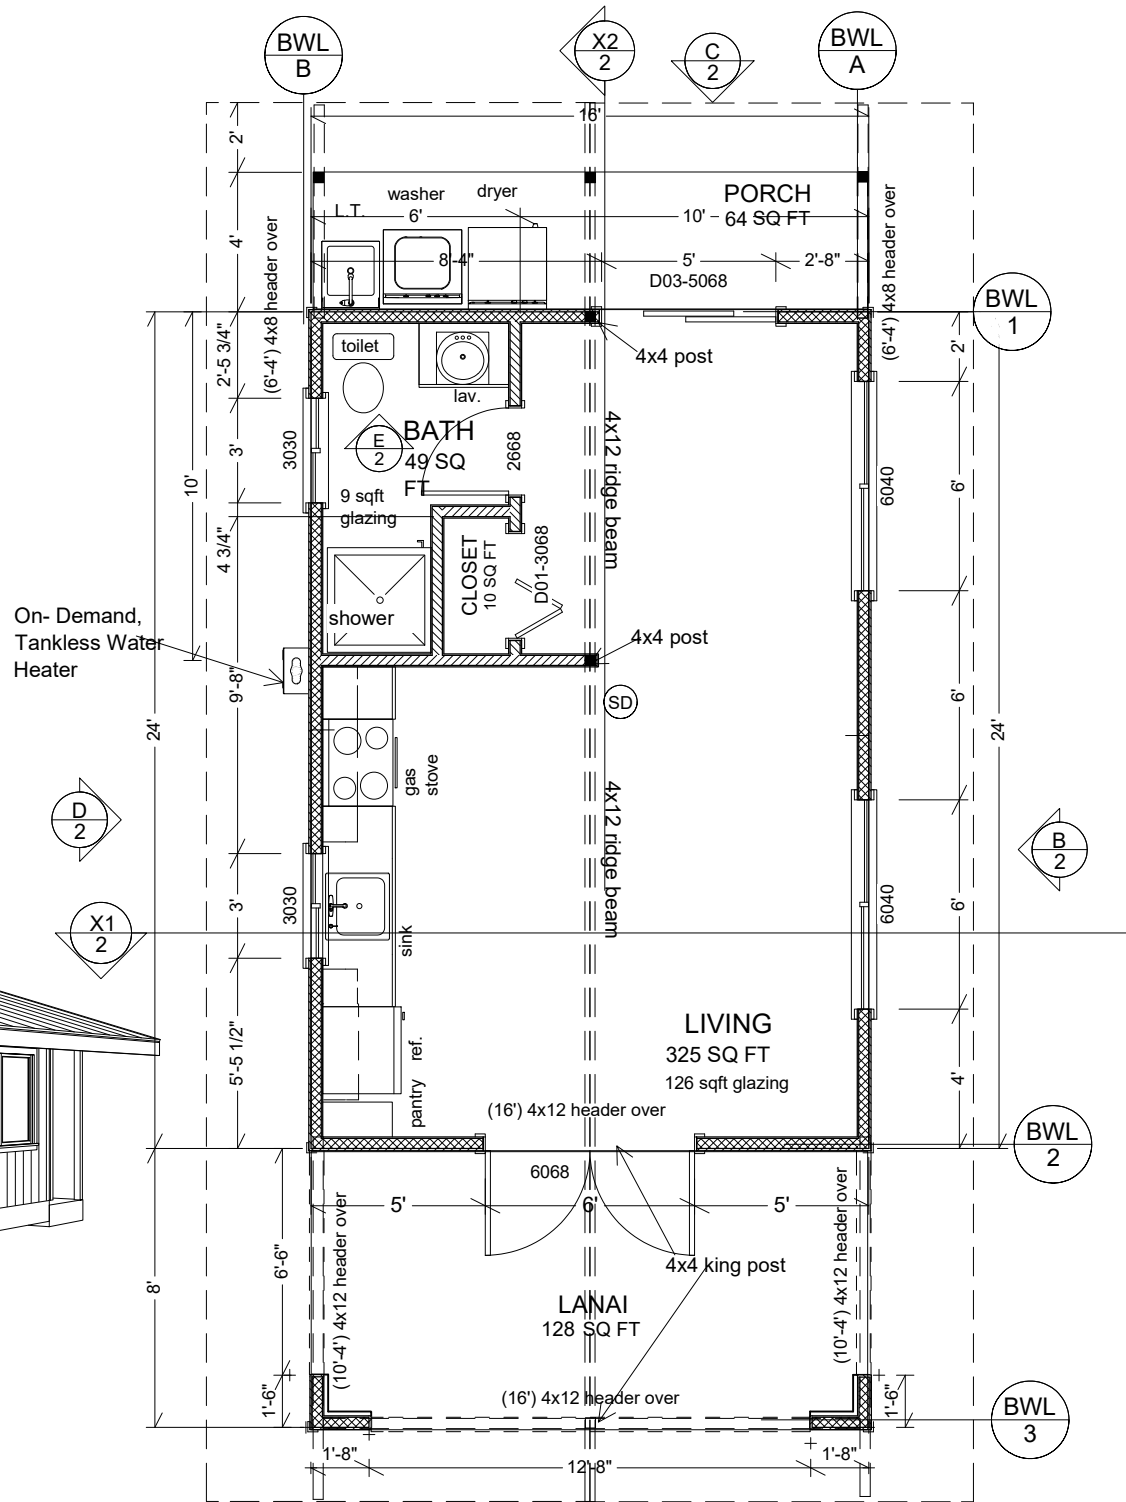 BWL
B
X2
2
C
2
BWL
A
16'
2'
washer
dryer
PORCH
L.T.
6'
10'
64 SQ FT
4'
(6'-4') 4x8 header over
(6'-4') 4x8 header over
8'-4"
5'
2'-8"
D03-5068
BWL
1
toilet
4x4 post
2'-5 3/4"
2'
lav.
E
2
BATH
49 SQ
FT
2668
4x12 ridge beam
3030
3'
10'
6040
6'
9 sqft
glazing
4 3/4"
CLOSET
10 SQ FT
D01-3068
On- Demand,
Tankless Water
Heater
shower
4x4 post
9'-8"
6'
SD
24'
24'
gas
stove
4x12 ridge beam
D
2
B
2
3030
3'
6040
6'
X1
2
sink
LIVING
325 SQ FT
126 sqft glazing
5'-5 1/2"
ref.
4'
pantry
(16') 4x12 header over
BWL
2
6068
5'
6'
5'
(10'-4') 4x12 header over
(10'-4') 4x12 header over
6'-6"
8'
4x4 king post
LANAI
128 SQ FT
1'-6"
(16') 4x12 header over
1'-6"
BWL
3
1'-8"
12'-8"
1'-8"